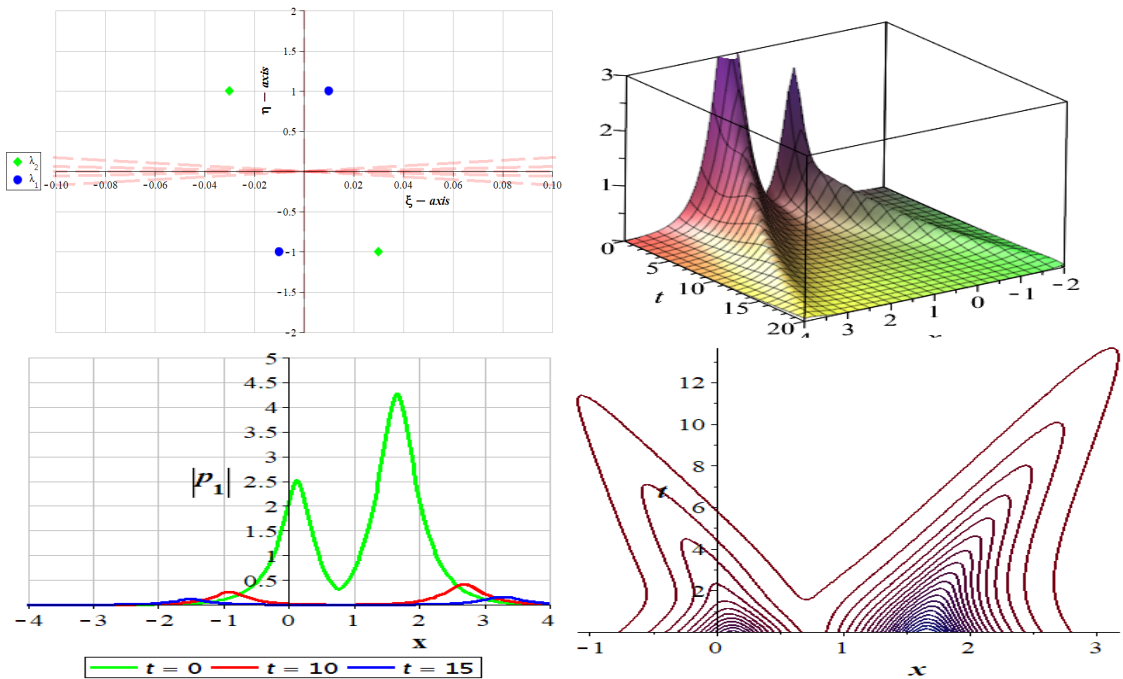 2
1.5
1
0.5
-0.5
-1
-1.5
-2
η – axis
ξ – axis
-0.10 -0.08 -0.06 -0.04 -0.02 0 0.02 0.04 0.06 0.08 0.10
λ2
λ1
3
2
1
0
0 5 10 15 20
t
4 3 2 1 0 -1 -2
x
5
4.5
4
3.5
3
2.5
2
1.5
1
0.5
|p1|
-4 -3 -2 -1 0 1 2 3 4
x
t = 0 t = 10 t = 15
12
10
8
t
6
4
2
-1 0 1 2 3
x